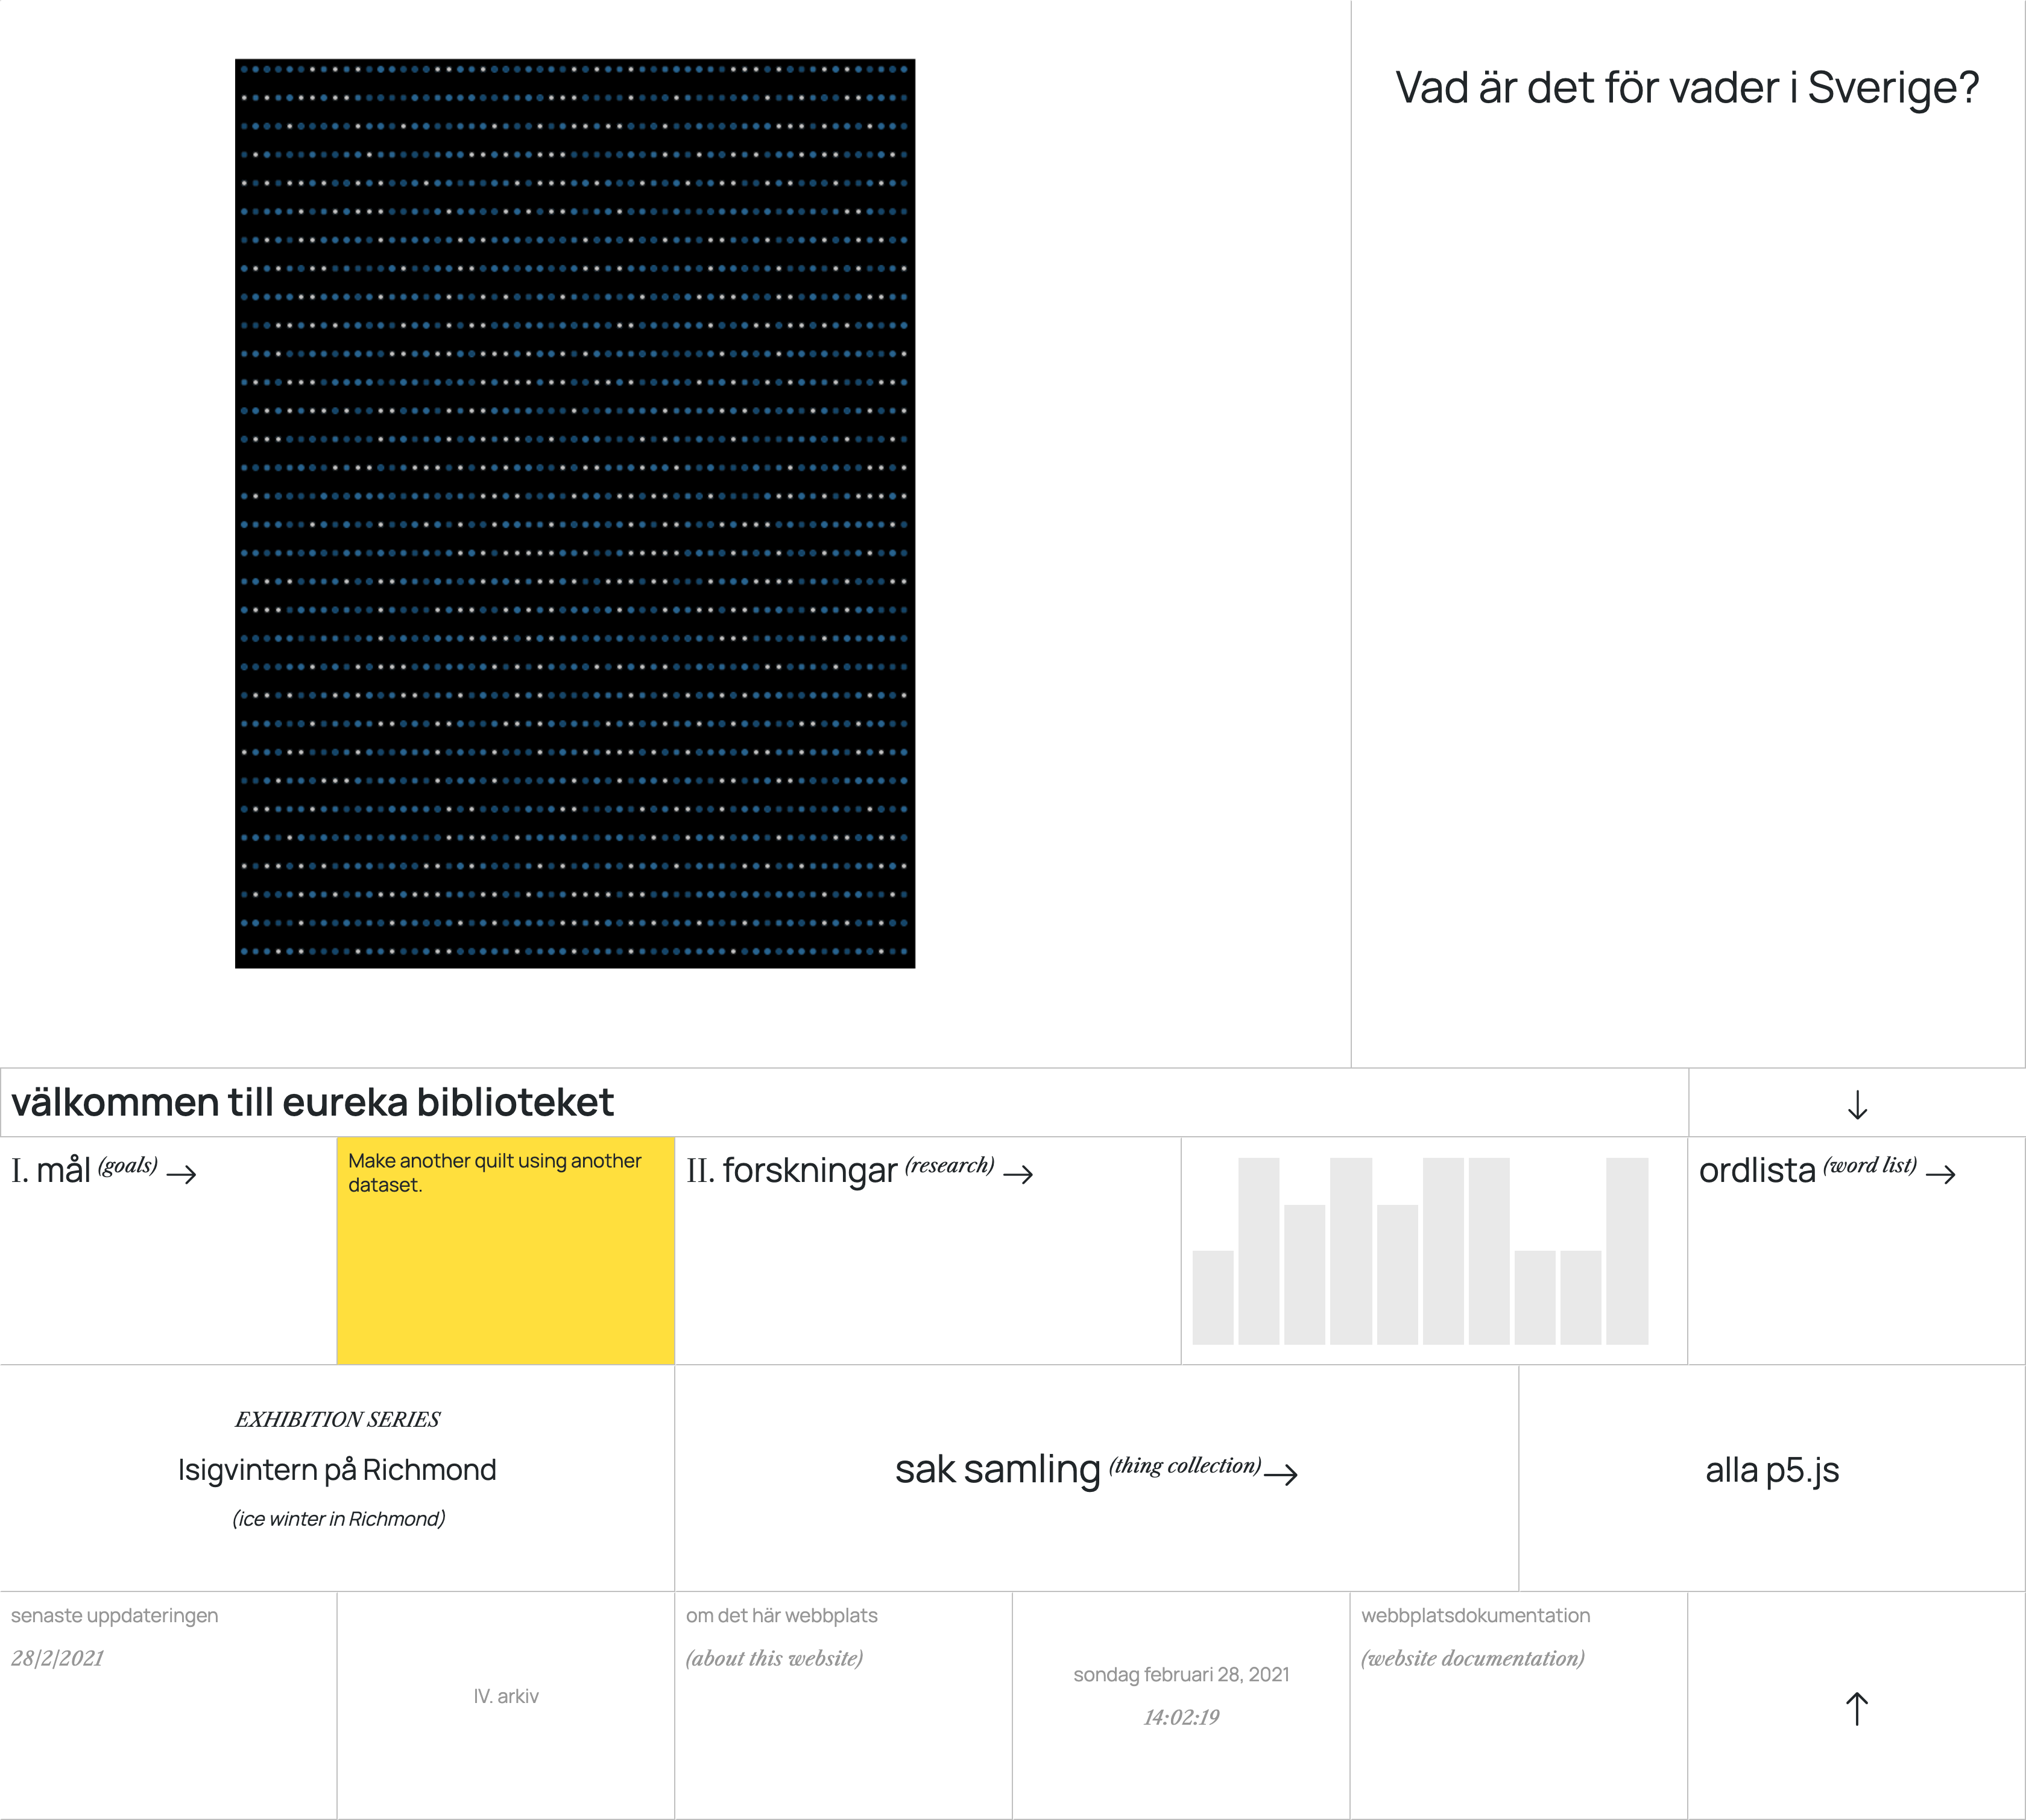 Vad är det för vader i Sverige?
välkommen till eureka biblioteket
↓
I. mål (goals) →
Make another quilt using another
dataset.
II. forskningar (research) →
ordlista (word list) →
EXHIBITION SERIES
Isigvintern på Richmond
(ice winter in Richmond)
sak samling (thing collection) →
alla p5.js
senaste uppdateringen
28/2/2021
IV. arkiv
om det här webbplats
(about this website)
sondag februari 28, 2021
14:02:19
webbplatsdokumentation
(website documentation)
↑